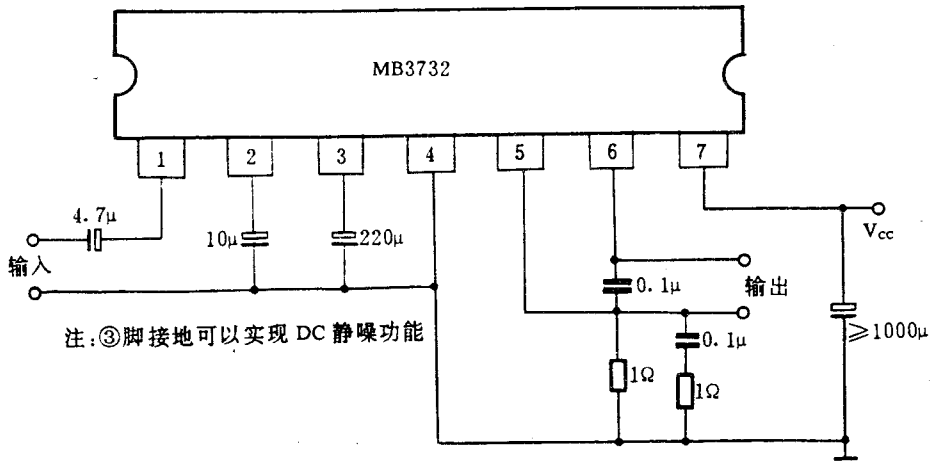 MB3732
1 2 3 4 5 6 7
4.7μ
10μ
220μ
Vcc
输入
0.1μ
输出
注:③脚接地可以实现 DC 静噪功能
0.1μ
≥1000μ
1Ω
1Ω